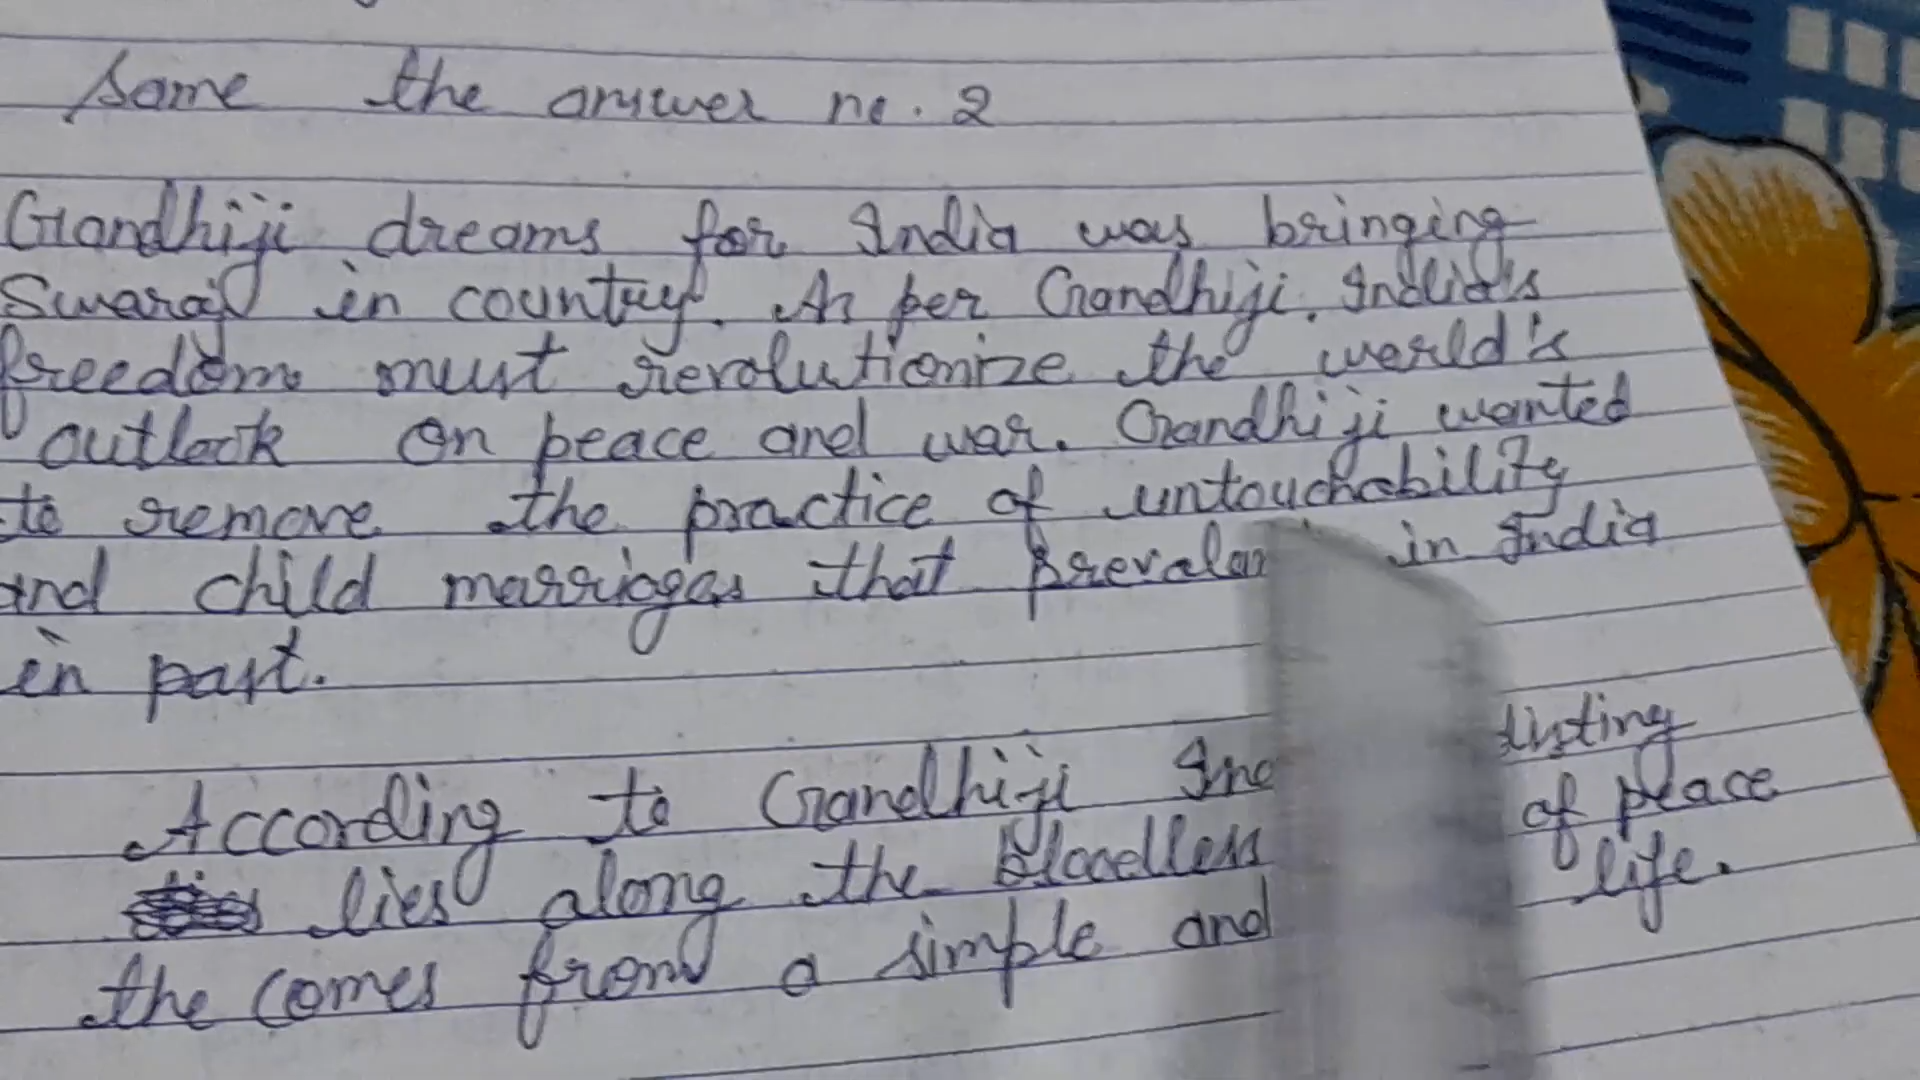 Same the answer no. 2
Gandhiji dreams for India was bringing
Swaraj in country. As per Gandhiji. India's
freedom must revolutionize the world's
outlook on peace and war. Gandhiji wanted
to remove the practice of untouchability
and child marriages that in India
in past.
According to Gandhiji
lies along the bloodless of peace
the comes from a simple and life.